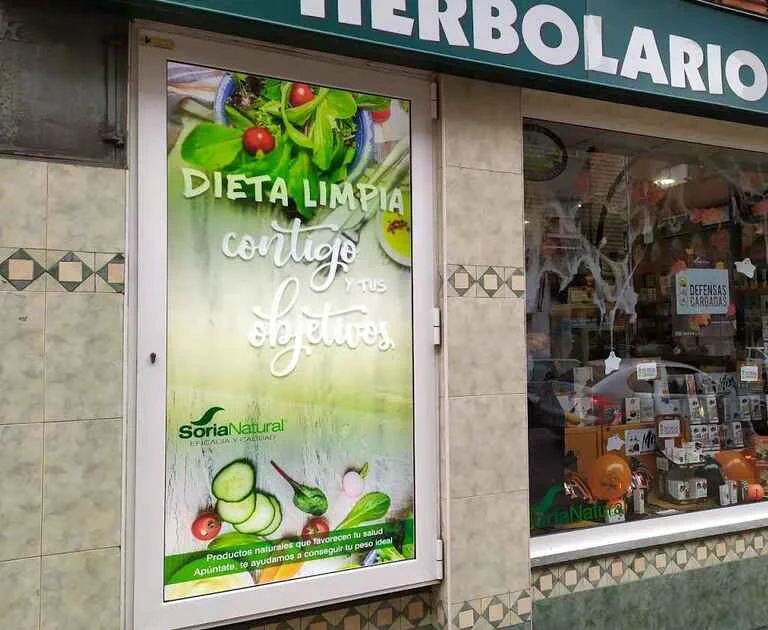 HERBOLARIO
DIETA LIMPIA
contigo
Y TUS
objetivos
SoriaNatural
EFICACIA Y CALIDAD
Productos naturales que favorecen tu salud
Apúntate, te ayudamos a conseguir tu peso ideal
DEFENSAS
CARGADAS
SoriaNatural